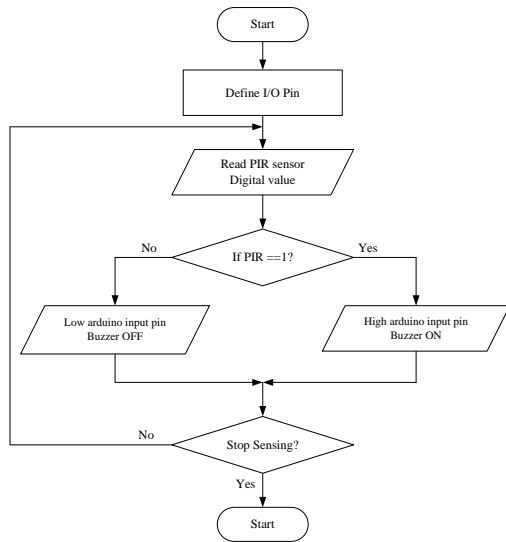 Start
Define I/O Pin
Read PIR sensor
Digital value
No
If PIR ==1?
Yes
Low arduino input pin
Buzzer OFF
High arduino input pin
Buzzer ON
No
Stop Sensing?
Yes
Start